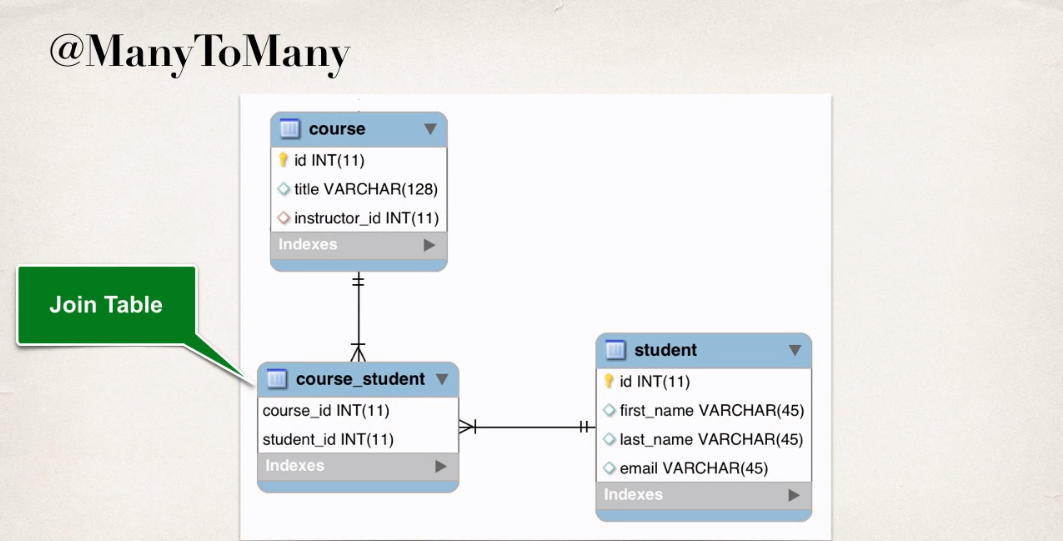 @ManyToMany
course
id INT(11)
title VARCHAR(128)
instructor_id INT(11)
Indexes
Join Table
course_student
course_id INT(11)
student_id INT(11)
Indexes
student
id INT(11)
first_name VARCHAR(45)
last_name VARCHAR(45)
email VARCHAR(45)
Indexes